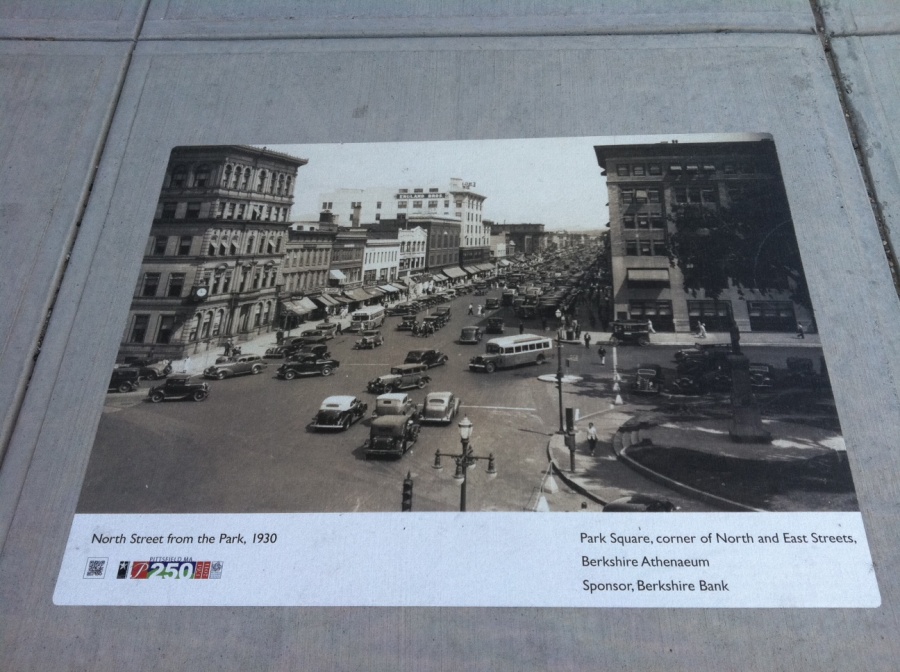 ENGLAND
North Street from the Park, 1930
PITTSFIELD MA
250
Park Square, corner of North and East Streets,
Berkshire Athenaeum
Sponsor, Berkshire Bank